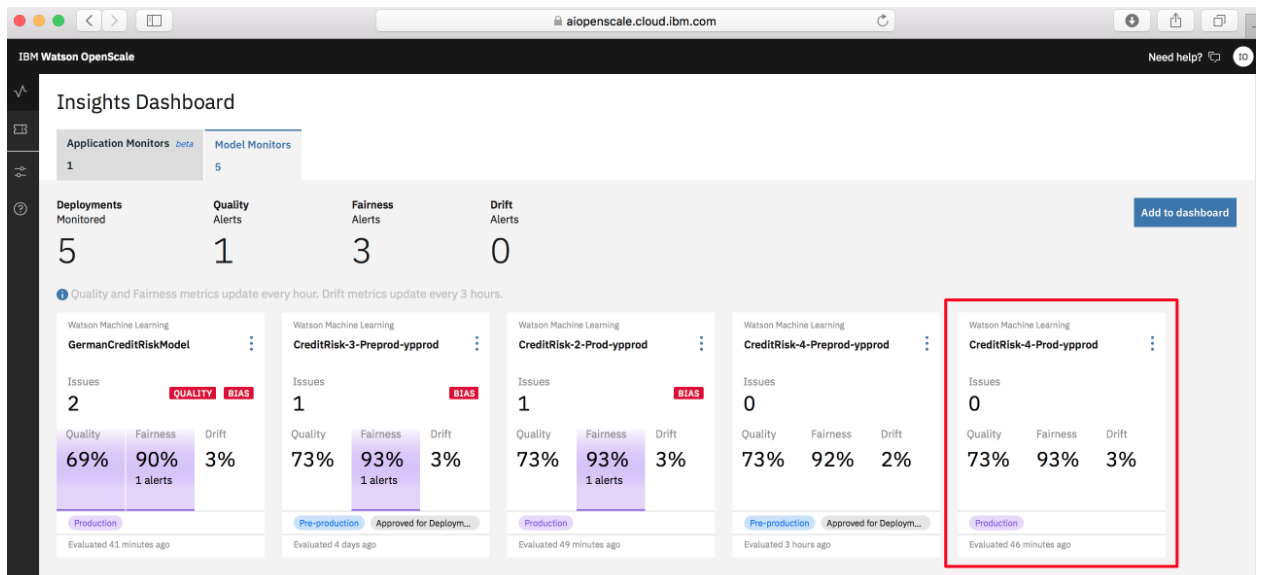 aiopenscale.cloud.ibm.com
IBM Watson OpenScale
Need help?
IO
Insights Dashboard
Application Monitors beta
1
Model Monitors
5
Deployments
Monitored
5
Quality
Alerts
1
Fairness
Alerts
3
Drift
Alerts
0
Add to dashboard
Quality and Fairness metrics update every hour. Drift metrics update every 3 hours.
Watson Machine Learning
GermanCreditRiskModel
Issues
2
QUALITY BIAS
Quality Fairness Drift
69% 90% 3%
1 alerts
Production
Evaluated 41 minutes ago
Watson Machine Learning
CreditRisk-3-Preprod-ypprod
Issues
1
BIAS
Quality Fairness Drift
73% 93% 3%
1 alerts
Pre-production Approved for Deploym...
Evaluated 4 days ago
Watson Machine Learning
CreditRisk-2-Prod-ypprod
Issues
1
BIAS
Quality Fairness Drift
73% 93% 3%
1 alerts
Production
Evaluated 49 minutes ago
Watson Machine Learning
CreditRisk-4-Preprod-ypprod
Issues
0
Quality Fairness Drift
73% 92% 2%
Pre-production Approved for Deploym...
Evaluated 3 hours ago
Watson Machine Learning
CreditRisk-4-Prod-ypprod
Issues
0
Quality Fairness Drift
73% 93% 3%
Production
Evaluated 46 minutes ago